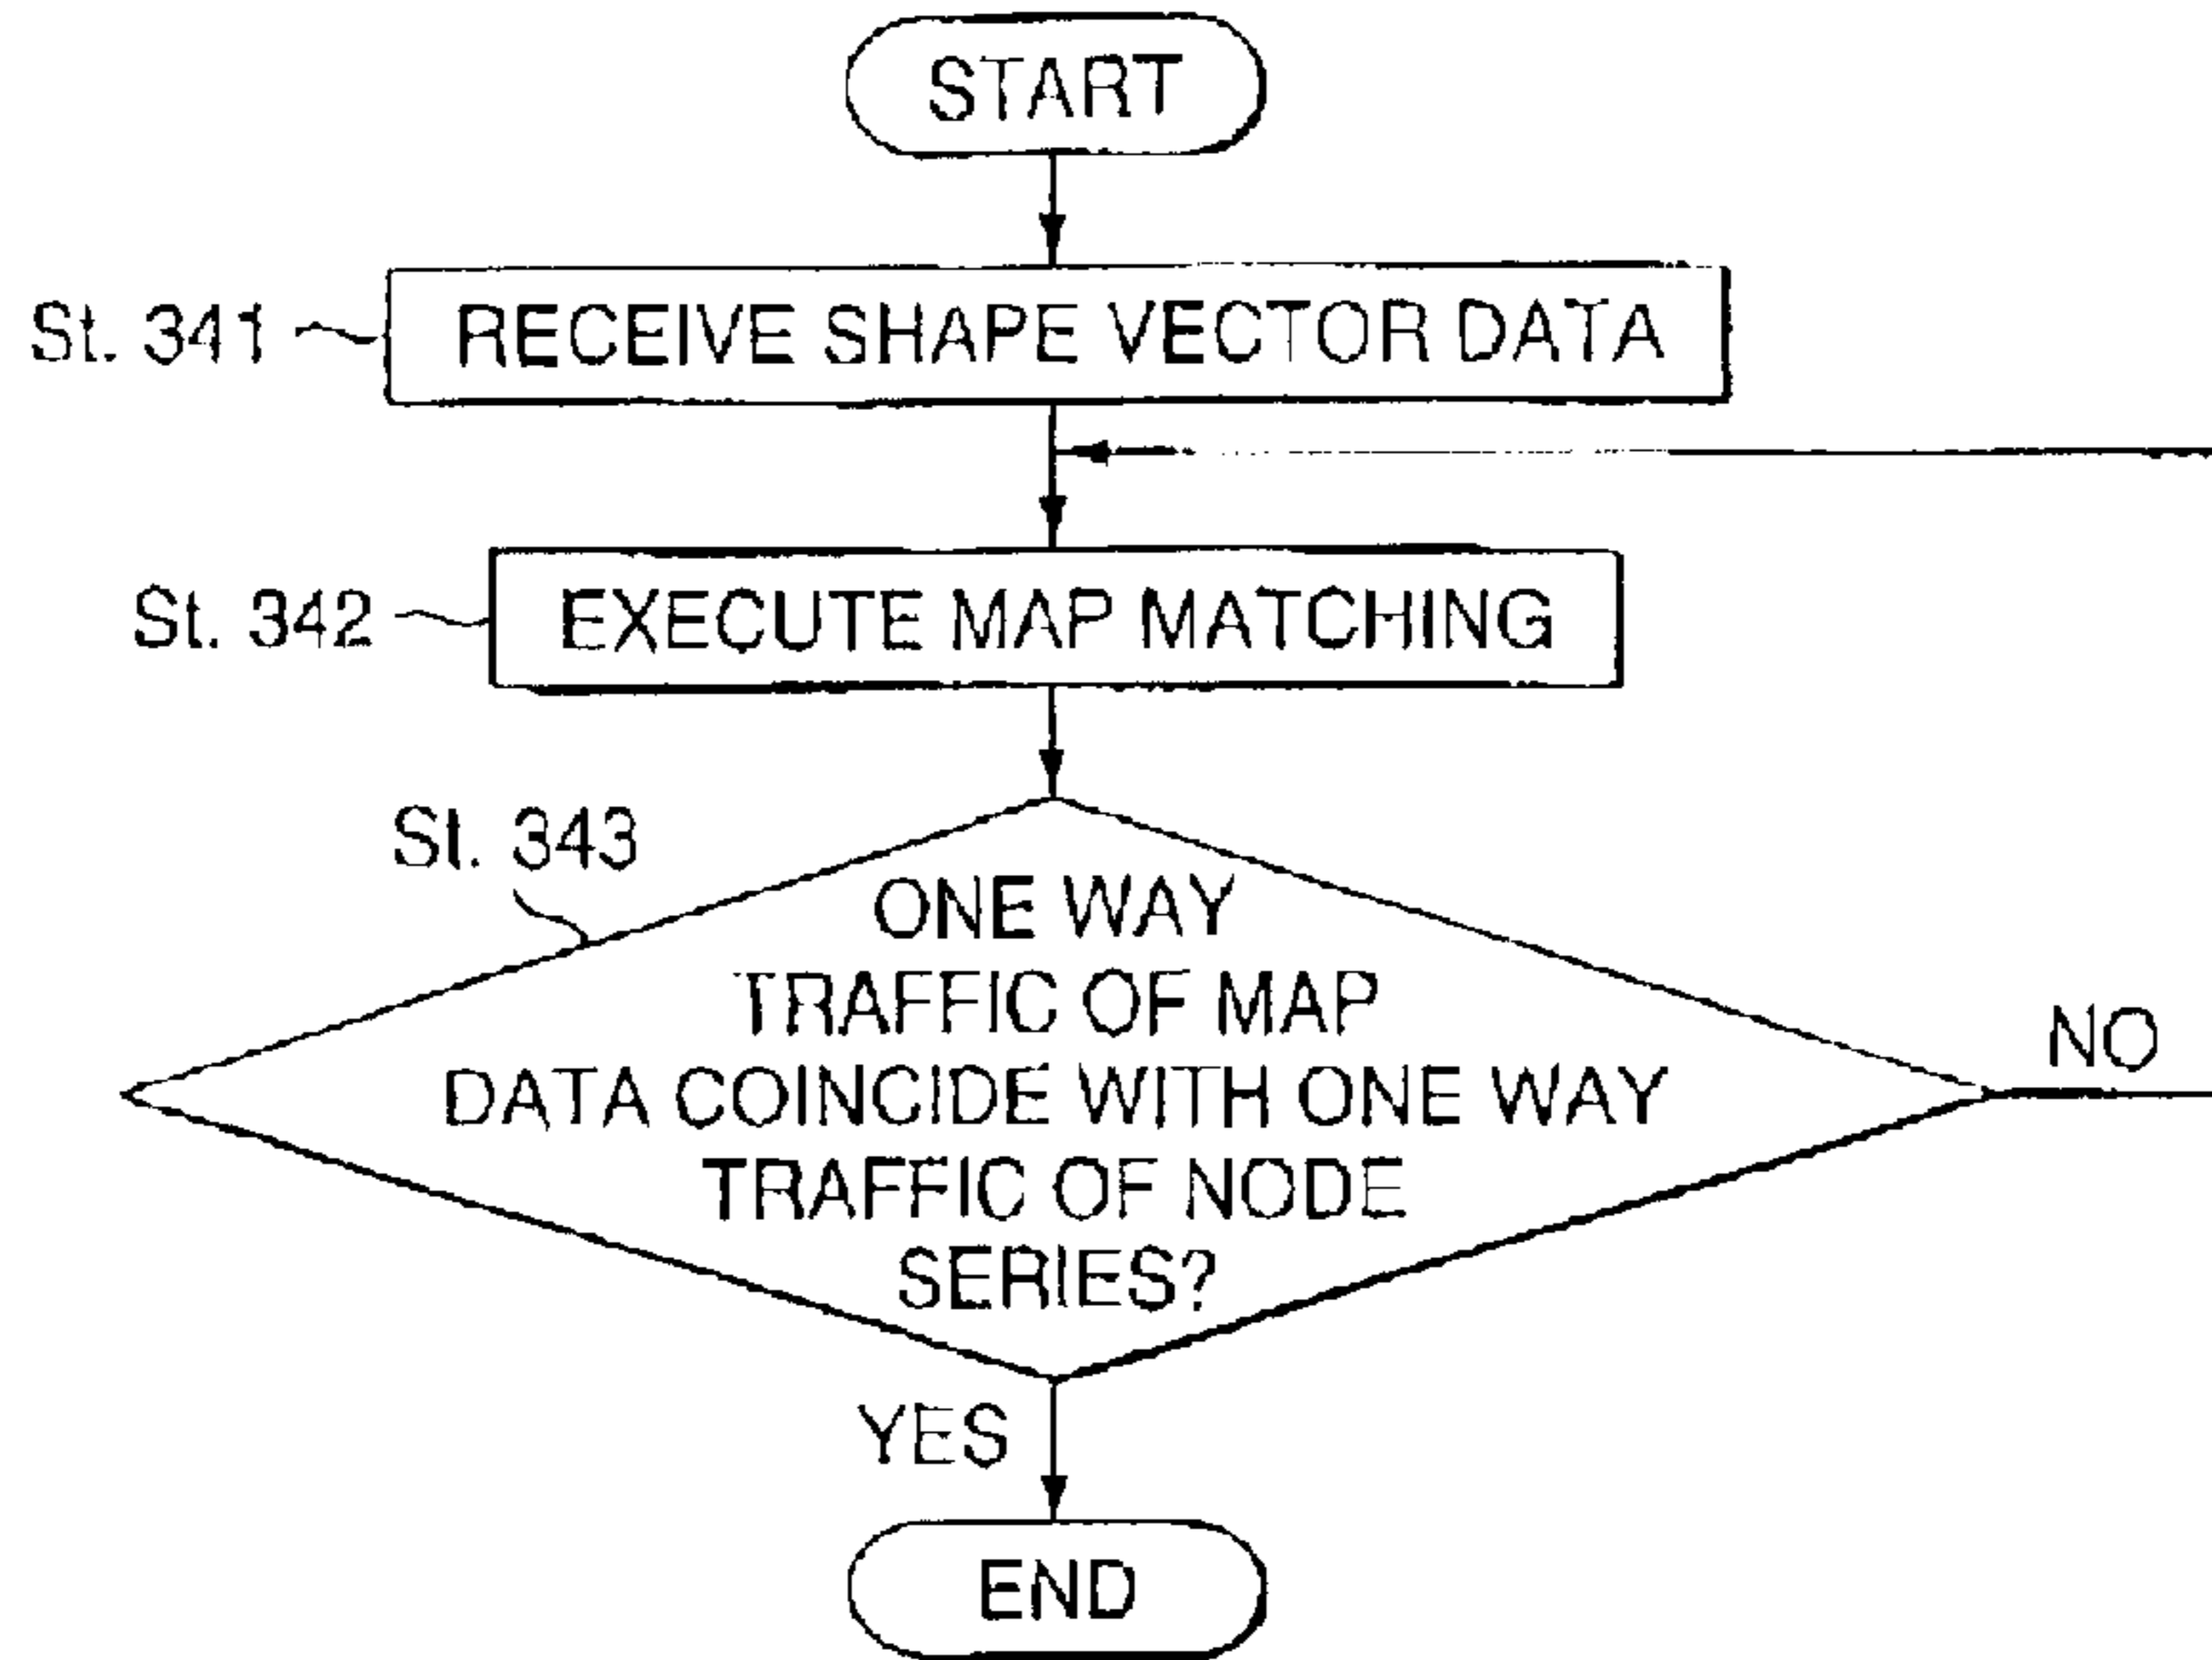 START
St. 341
RECEIVE SHAPE VECTOR DATA
St. 342
EXECUTE MAP MATCHING
St. 343
ONE WAY
TRAFFIC OF MAP
DATA COINCIDE WITH ONE WAY
TRAFFIC OF NODE
SERIES?
NO
YES
END